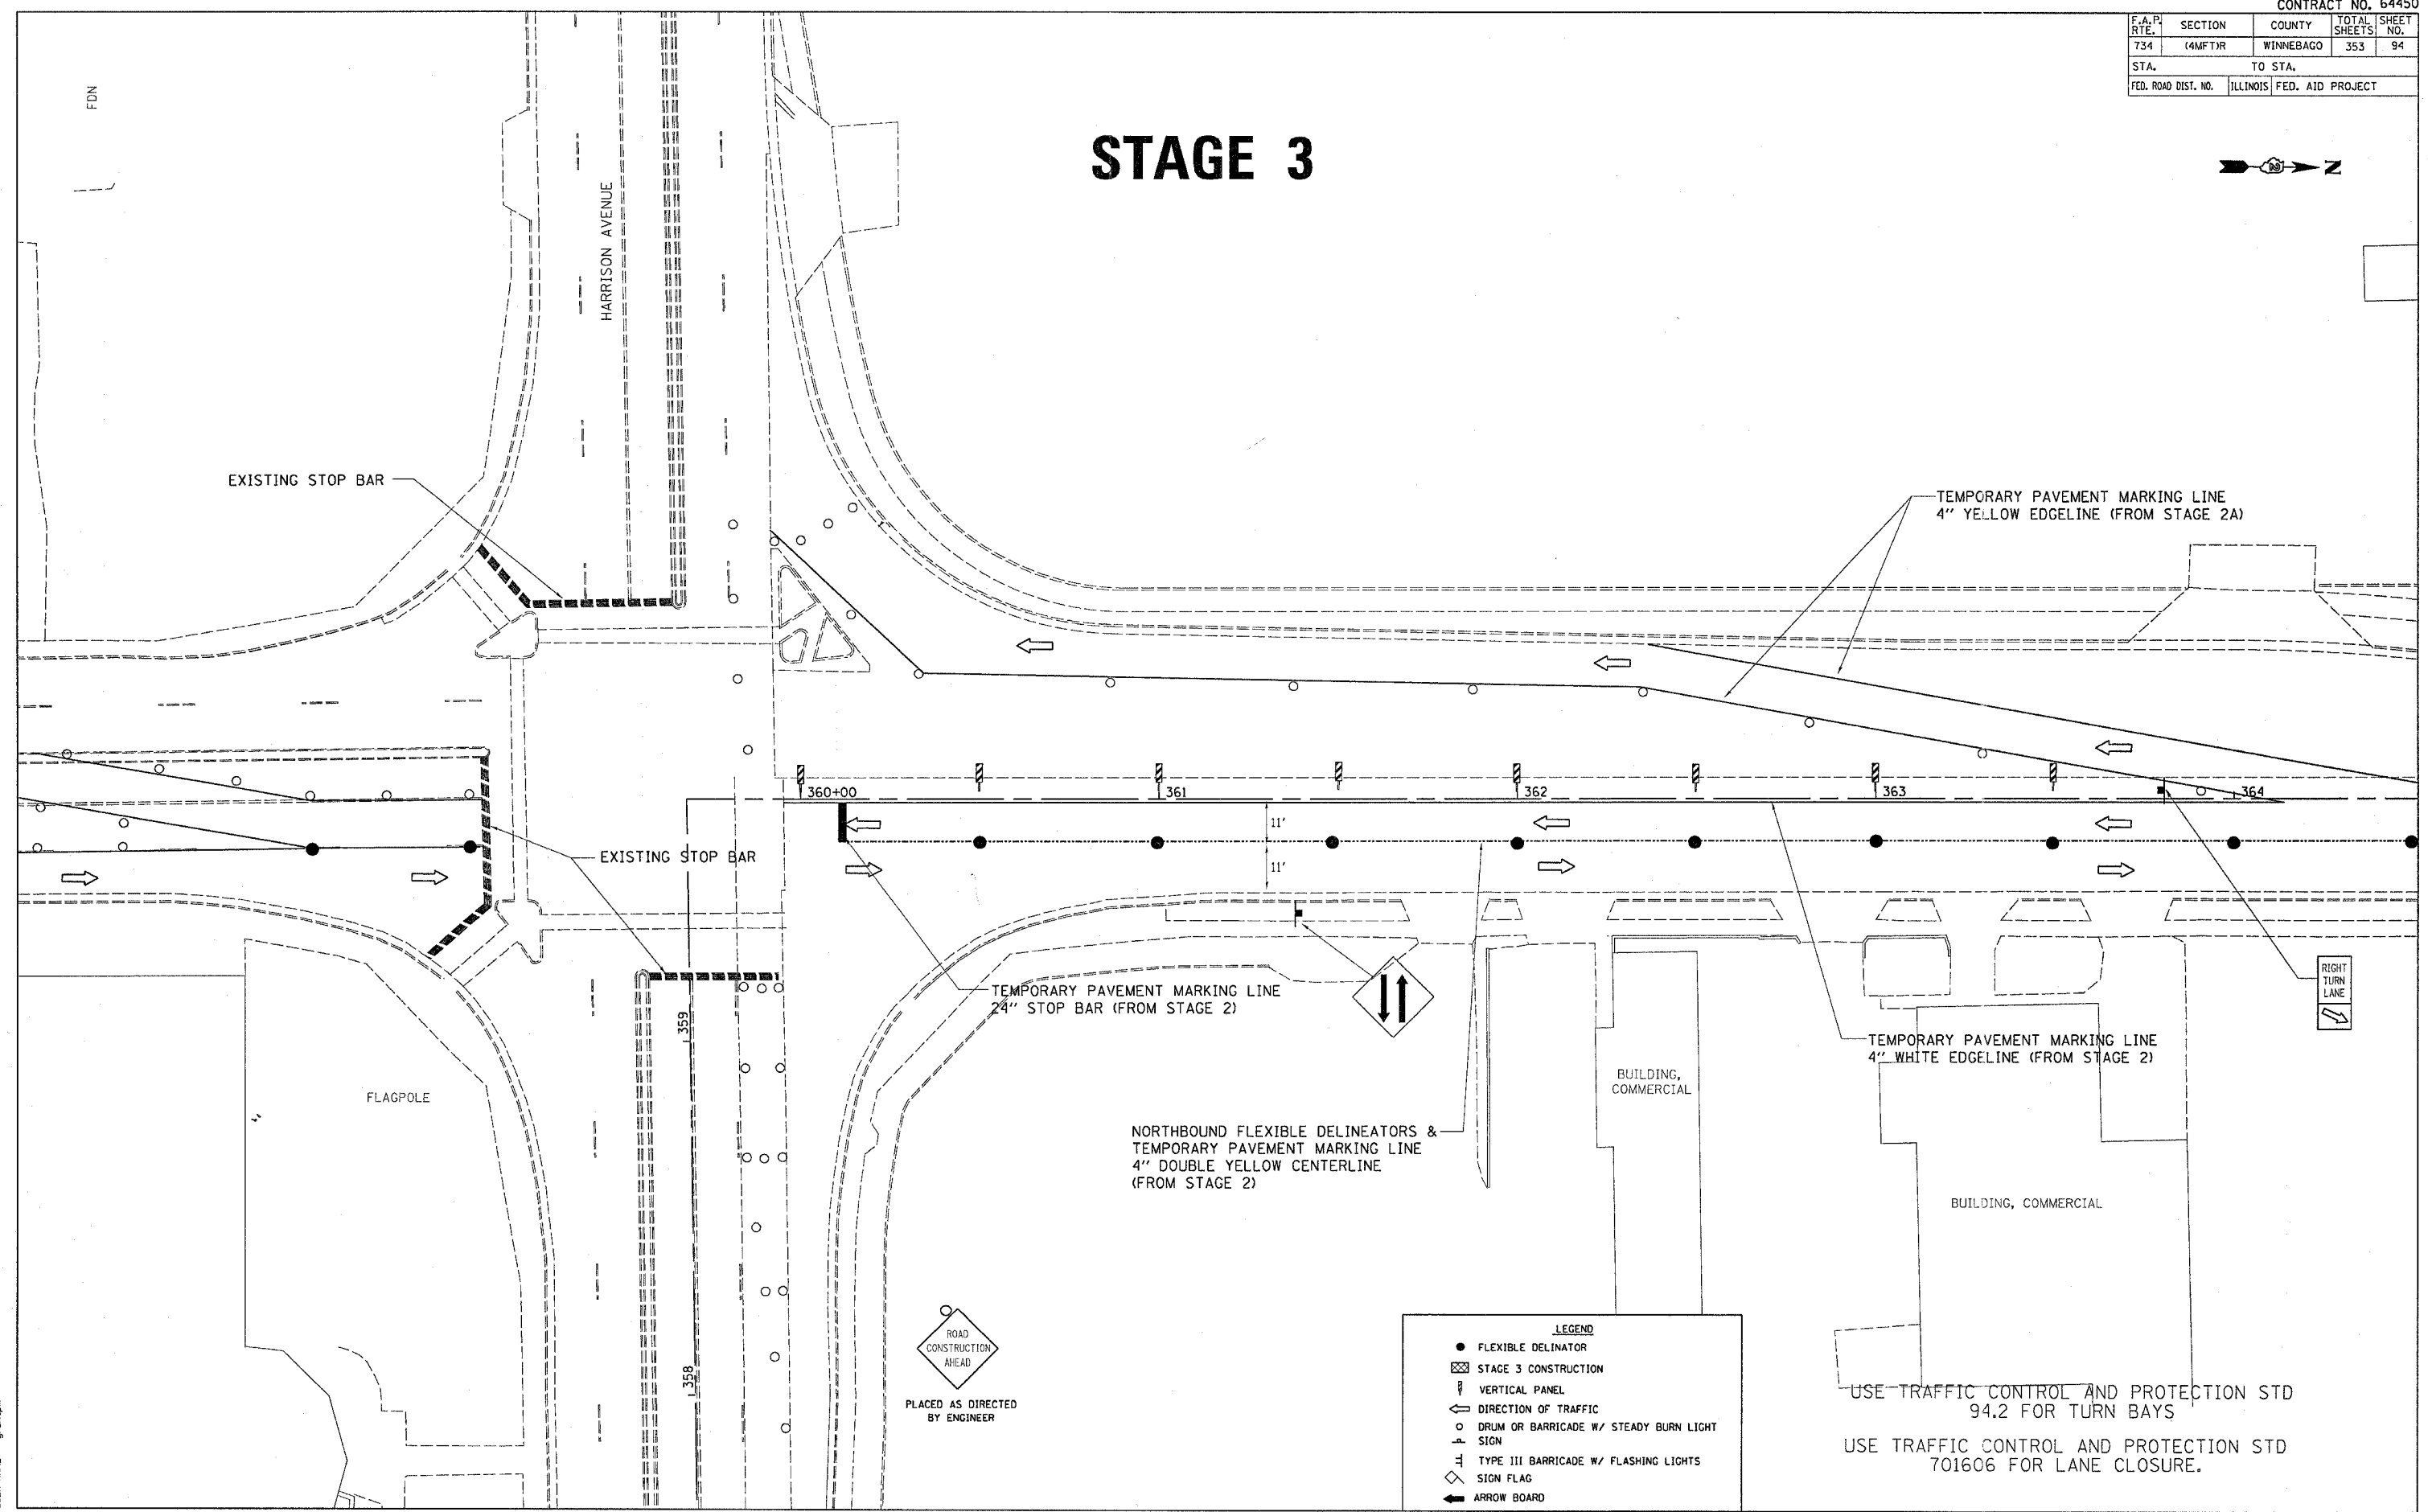 CONTRACT NO. 64450
F.A.P. RTE. SECTION COUNTY TOTAL SHEETS SHEET NO.
734 (4MFT)R WINNEBAGO 353 94
STA. TO STA.
FED. ROAD DIST. NO. ILLINOIS FED. AID PROJECT
STAGE 3
N
FDN
HARRISON AVENUE
EXISTING STOP BAR
TEMPORARY PAVEMENT MARKING LINE
4" YELLOW EDGELINE (FROM STAGE 2A)
360+00
361
362
363
364
11'
11'
EXISTING STOP BAR
TEMPORARY PAVEMENT MARKING LINE
24" STOP BAR (FROM STAGE 2)
RIGHT
TURN
LANE
359
TEMPORARY PAVEMENT MARKING LINE
4" WHITE EDGELINE (FROM STAGE 2)
BUILDING,
COMMERCIAL
FLAGPOLE
NORTHBOUND FLEXIBLE DELINEATORS &
TEMPORARY PAVEMENT MARKING LINE
4" DOUBLE YELLOW CENTERLINE
(FROM STAGE 2)
BUILDING, COMMERCIAL
358
ROAD
CONSTRUCTION
AHEAD
PLACED AS DIRECTED
BY ENGINEER
LEGEND
FLEXIBLE DELINATOR
STAGE 3 CONSTRUCTION
VERTICAL PANEL
DIRECTION OF TRAFFIC
DRUM OR BARRICADE W/ STEADY BURN LIGHT
SIGN
TYPE III BARRICADE W/ FLASHING LIGHTS
SIGN FLAG
ARROW BOARD
USE TRAFFIC CONTROL AND PROTECTION STD
94.2 FOR TURN BAYS
USE TRAFFIC CONTROL AND PROTECTION STD
701606 FOR LANE CLOSURE.